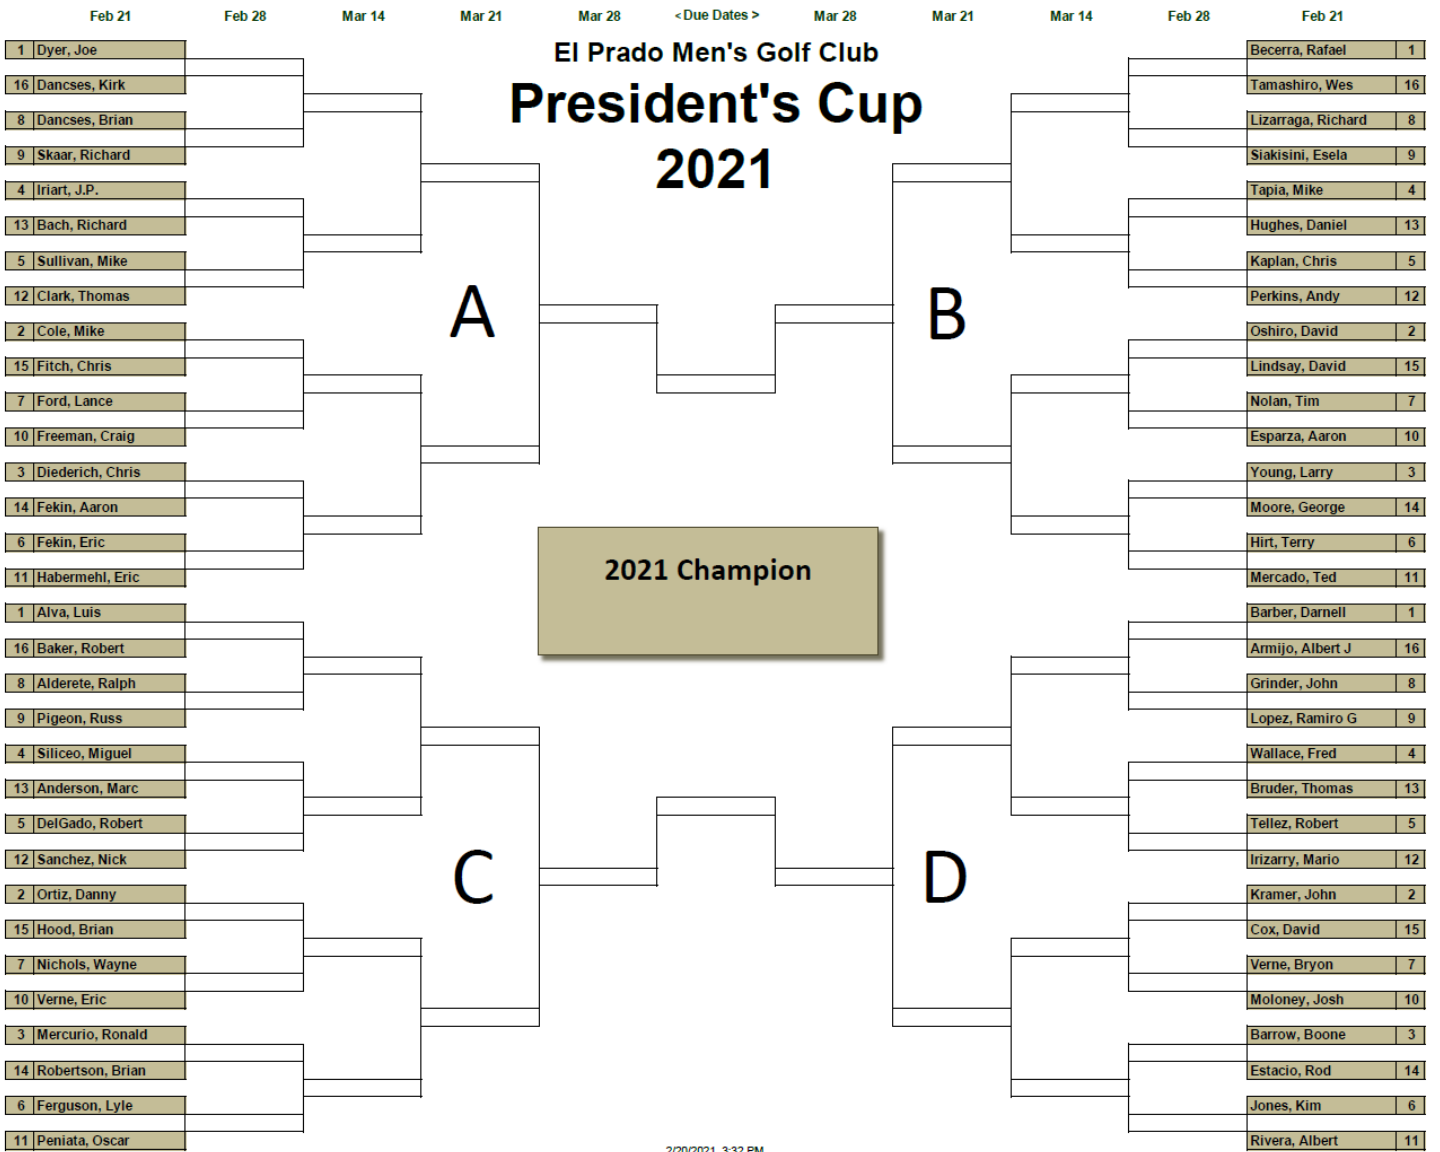 Feb 21 Feb 28 Mar 14 Mar 21 Mar 28 < Due Dates > Mar 28 Mar 21 Mar 14 Feb 28 Feb 21
El Prado Men's Golf Club
President's Cup
2021
1 Dyer, Joe
16 Dancses, Kirk
8 Dancses, Brian
9 Skaar, Richard
4 Iriart, J.P.
13 Bach, Richard
5 Sullivan, Mike
12 Clark, Thomas
2 Cole, Mike
15 Fitch, Chris
7 Ford, Lance
10 Freeman, Craig
3 Diederich, Chris
14 Fekin, Aaron
6 Fekin, Eric
11 Habermehl, Eric
A
1 Alva, Luis
16 Baker, Robert
8 Alderete, Ralph
9 Pigeon, Russ
4 Siliceo, Miguel
13 Anderson, Marc
5 DelGado, Robert
12 Sanchez, Nick
2 Ortiz, Danny
15 Hood, Brian
7 Nichols, Wayne
10 Verne, Eric
3 Mercurio, Ronald
14 Robertson, Brian
6 Ferguson, Lyle
11 Peniata, Oscar
C
2021 Champion
B
Becerra, Rafael 1
Tamashiro, Wes 16
Lizarraga, Richard 8
Siakisini, Esela 9
Tapia, Mike 4
Hughes, Daniel 13
Kaplan, Chris 5
Perkins, Andy 12
Oshiro, David 2
Lindsay, David 15
Nolan, Tim 7
Esparza, Aaron 10
Young, Larry 3
Moore, George 14
Hirt, Terry 6
Mercado, Ted 11
D
Barber, Darnell 1
Armijo, Albert J 16
Grinder, John 8
Lopez, Ramiro G 9
Wallace, Fred 4
Bruder, Thomas 13
Tellez, Robert 5
Irizarry, Mario 12
Kramer, John 2
Cox, David 15
Verne, Bryon 7
Moloney, Josh 10
Barrow, Boone 3
Estacio, Rod 14
Jones, Kim 6
Rivera, Albert 11
2/20/2021 3:32 PM